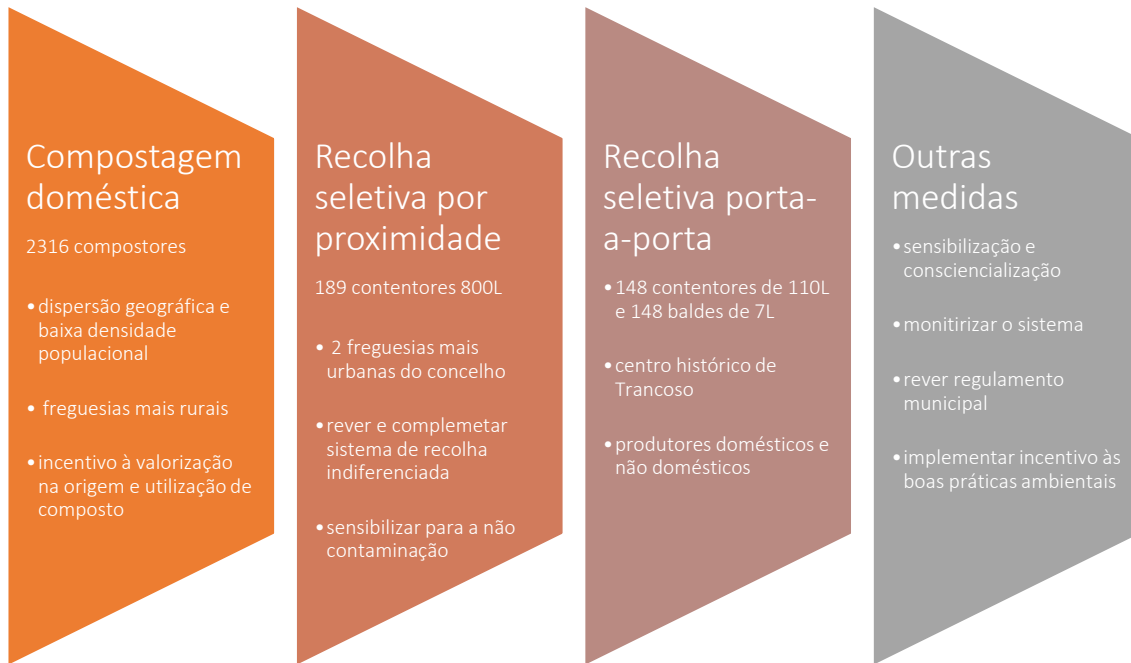 Compostagem
doméstica
2316 compostores
• dispersão geográfica e
baixa densidade
populacional
• freguesias mais rurais
• incentivo à valorização
na origem e utilização de
composto
Recolha
seletiva por
proximidade
189 contentores 800L
• 2 freguesias mais
urbanas do concelho
• rever e complemetar
sistema de recolha
indiferenciada
• sensibilizar para a não
contaminação
Recolha
seletiva porta-
a-porta
• 148 contentores de 110L
e 148 baldes de 7L
• centro histórico de
Trancoso
• produtores domésticos e
não domésticos
Outras
medidas
• sensibilização e
consciencialização
• monitirizar o sistema
• rever regulamento
municipal
• implementar incentivo às
boas práticas ambientais